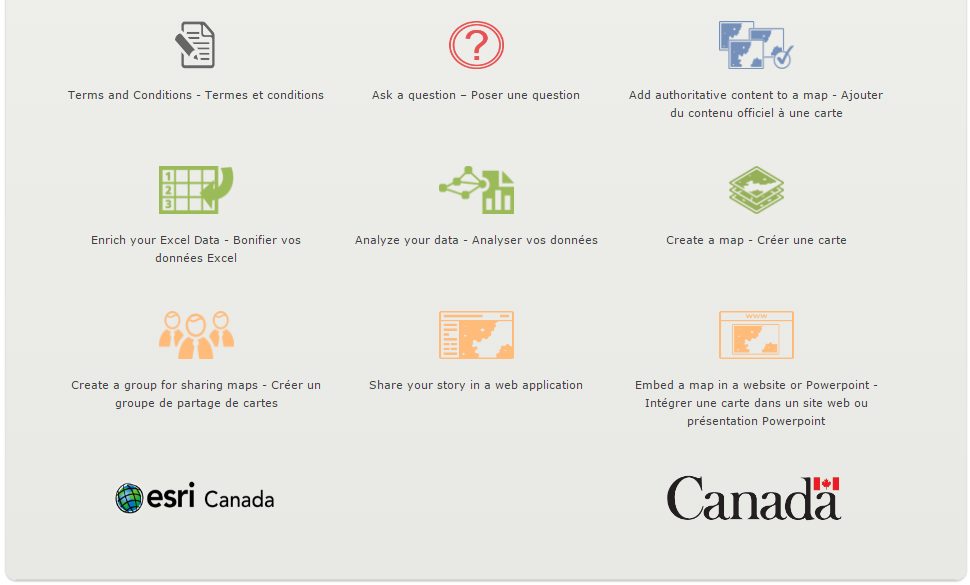 Terms and Conditions - Termes et conditions
Ask a question – Poser une question
Add authoritative content to a map - Ajouter
du contenu officiel à une carte
1
2
3
Enrich your Excel Data - Bonifier vos
données Excel
Analyze your data - Analyser vos données
Create a map - Créer une carte
Create a group for sharing maps - Créer un
groupe de partage de cartes
Share your story in a web application
WWW
Embed a map in a website or Powerpoint -
Intégrer une carte dans un site web ou
présentation Powerpoint
esri Canada
Canada